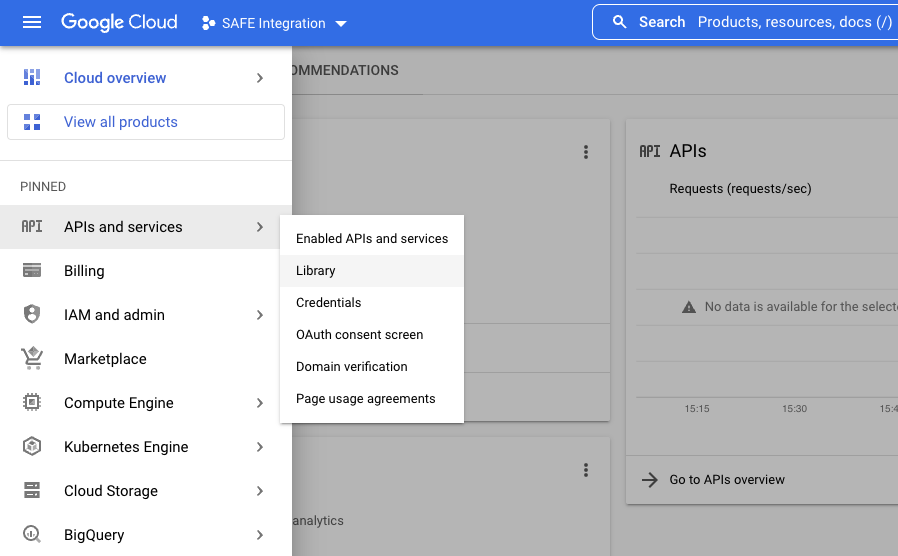 Google Cloud
SAFE Integration
Search Products, resources, docs (/)
Cloud overview
View all products
PINNED
API APIs and services
Billing
IAM and admin
Marketplace
Compute Engine
Kubernetes Engine
Cloud Storage
BigQuery
Enabled APIs and services
Library
Credentials
OAuth consent screen
Domain verification
Page usage agreements
OMMENDATIONS
analytics
API APIs
Requests (requests/sec)
No data is available for the selecte
15:15 15:30 15:4
Go to APIs overview